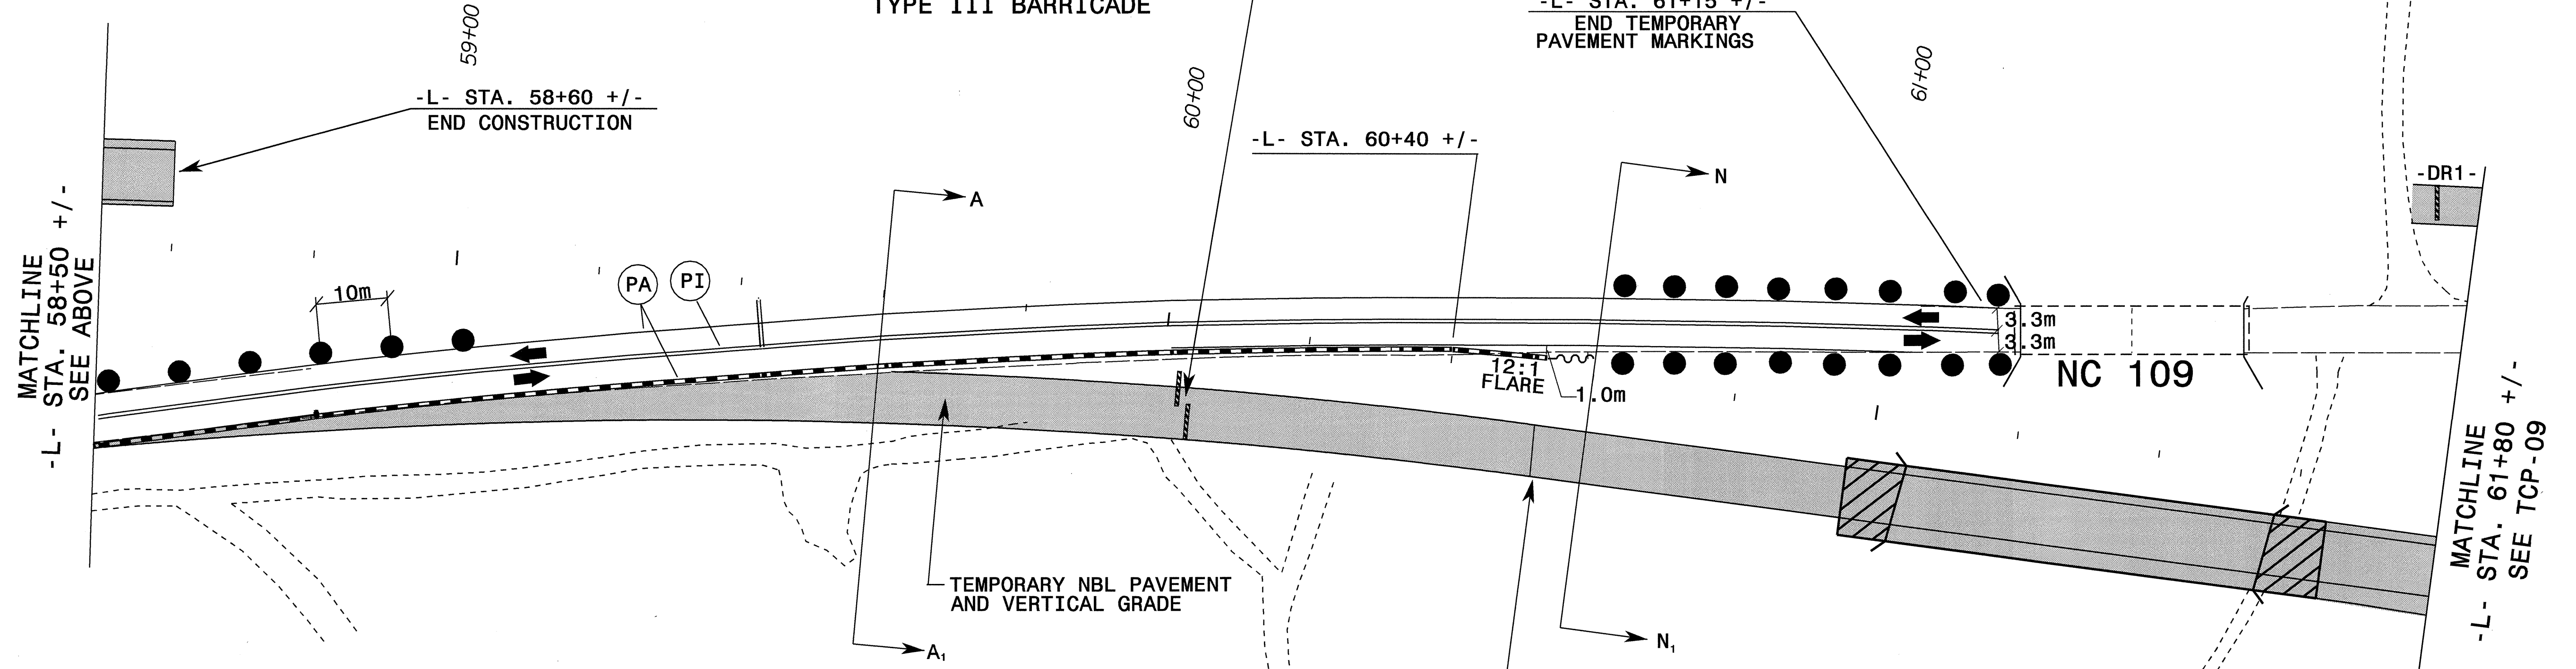 TYPE III BARRICADE
-L- STA. 61+15 +/-
END TEMPORARY
PAVEMENT MARKINGS
59+00
60+00
61+00
-L- STA. 58+60 +/-
END CONSTRUCTION
-L- STA. 60+40 +/-
A
N
-DR1-
MATCHLINE
-L- STA. 58+50 +/-
SEE ABOVE
10m
PA
PI
3.3m
3.3m
12:1
FLARE
1.0m
NC 109
MATCHLINE
-L- STA. 61+80 +/-
SEE TCP-09
TEMPORARY NBL PAVEMENT
AND VERTICAL GRADE
A₁
N₁